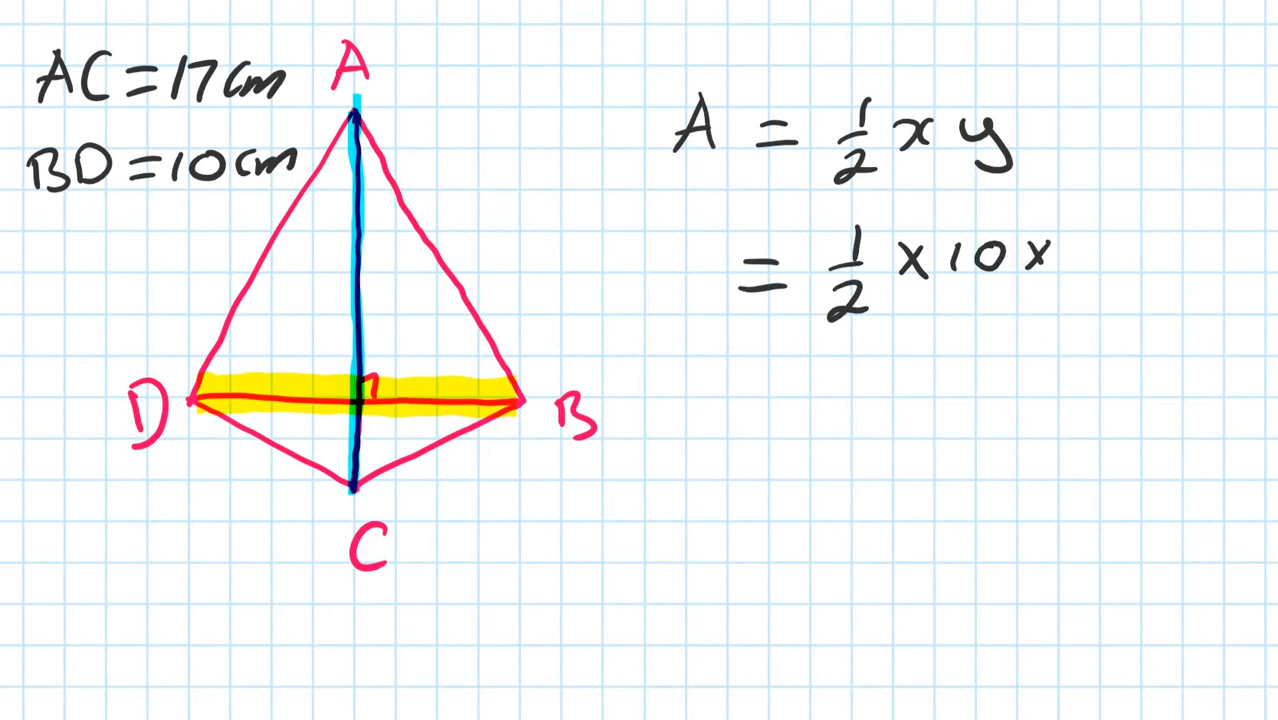 AC = 17cm
BD = 10cm
A
D
B
C
A = 1/2 x y
= 1/2 × 10 ×